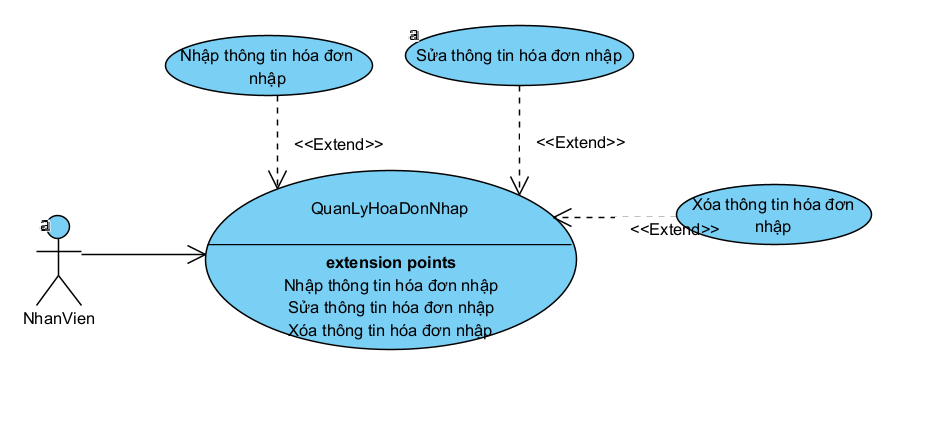 Nhập thông tin hóa đơn
nhập
a
Sửa thông tin hóa đơn nhập
<<Extend>>
<<Extend>>
QuanLyHoaDonNhap
extension points
Nhập thông tin hóa đơn nhập
Sửa thông tin hóa đơn nhập
Xóa thông tin hóa đơn nhập
Xóa thông tin hóa đơn
nhập
<<Extend>>
a
NhanVien